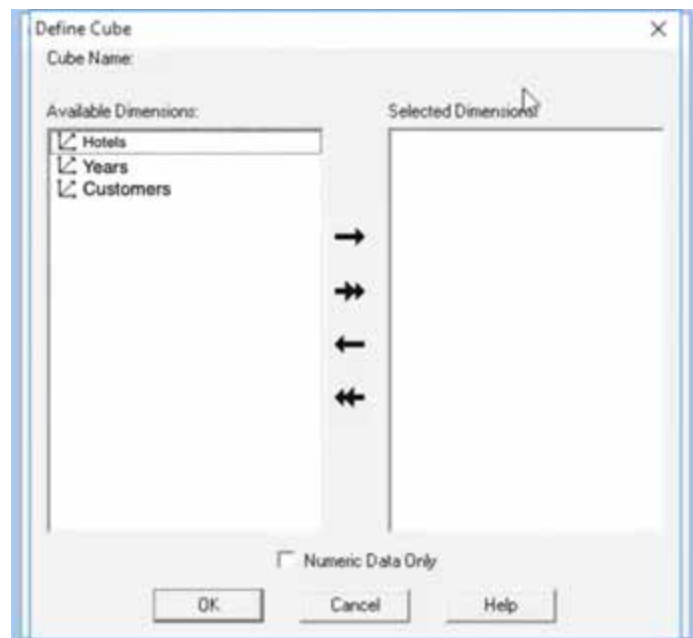 Define Cube
Cube Name:
Available Dimensions:
Selected Dimensions:
Hotels
Years
Customers
Numeric Data Only
OK
Cancel
Help